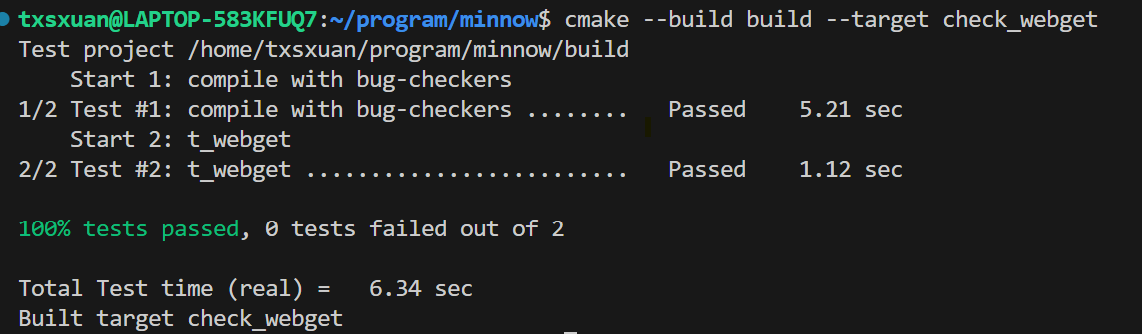 txsxuan@LAPTOP-583KFUQ7:~/program/minnow$ cmake --build build --target check_webget
Test project /home/txsxuan/program/minnow/build
    Start 1: compile with bug-checkers
1/2 Test #1: compile with bug-checkers ........   Passed    5.21 sec
    Start 2: t_webget
2/2 Test #2: t_webget .........................   Passed    1.12 sec

100% tests passed, 0 tests failed out of 2

Total Test time (real) =   6.34 sec
Built target check_webget